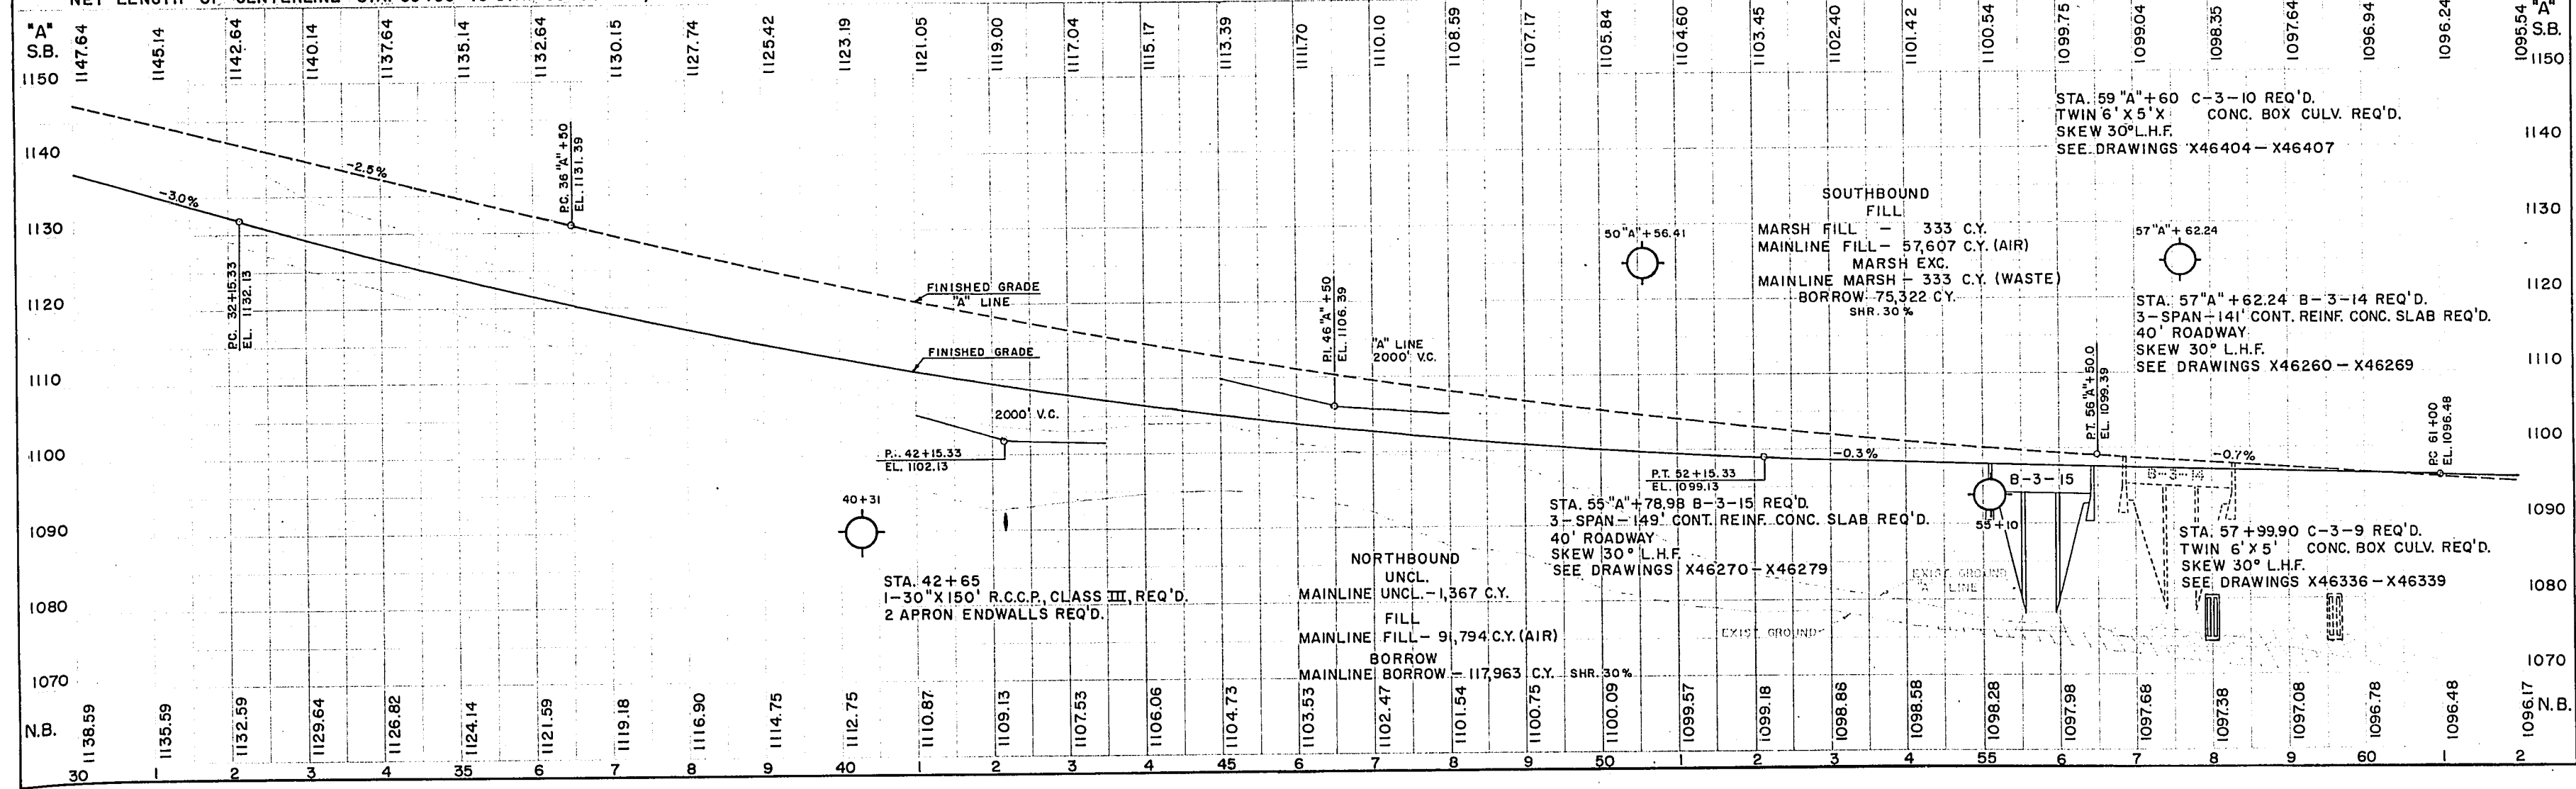 "A"
S.B.
1147.64
1145.14
1142.64
1140.14
1137.64
1135.14
1132.64
1130.15
1127.74
1125.42
1123.19
1121.05
1119.00
1117.04
1115.17
1113.39
1111.70
1110.10
1108.59
1107.17
1105.84
1104.60
1103.45
1102.40
1101.42
1100.54
1099.75
1099.04
1098.35
1097.64
1096.94
1096.24
1095.54
"A"
S.B.
1150
1140
1130
1120
1110
1100
1090
1080
1070
N.B.
1150
1140
1130
1120
1110
1100
1090
1080
1070
N.B.
-2.5%
-3.0%
P.C. 32+15.33
EL. 1132.13
P.C. 36"A"+50
EL. 1131.39
FINISHED GRADE
"A" LINE
FINISHED GRADE
2000' V.C.
P.I. 42+15.33
EL. 1102.13
40+31
STA. 42+65
1-30"X150' R.C.C.P., CLASS III, REQ'D.
2 APRON ENDWALLS REQ'D.
P.I. 46"A"+50
EL. 1106.39
"A" LINE
2000' V.C.
NORTHBOUND
UNCL.
MAINLINE UNCL.-1,367 C.Y.
FILL
MAINLINE FILL- 91,794 C.Y. (AIR)
BORROW
MAINLINE BORROW - 117,963 C.Y. SHR. 30%
50"A"+56.41
SOUTHBOUND
FILL
MARSH FILL - 333 C.Y.
MAINLINE FILL- 57,607 C.Y. (AIR)
MARSH EXC.
MAINLINE MARSH - 333 C.Y. (WASTE)
BORROW 75,322 CY.
SHR. 30%
P.T. 52+15.33
EL. 1099.13
-0.3%
STA. 55"A"+78.98 B-3-15 REQ'D.
3-SPAN-149' CONT. REINF. CONC. SLAB REQ'D.
40' ROADWAY
SKEW 30° L.H.F.
SEE DRAWINGS X46270-X46279
EXIST. GROUND
EXIST. GROUND
"A" LINE
B-3-15
55+10
P.T. 56"A"+50.0
EL. 1099.39
B-3-14
-0.7%
STA. 59"A"+60 C-3-10 REQ'D.
TWIN 6' X 5' X CONC. BOX CULV. REQ'D.
SKEW 30° L.H.F.
SEE DRAWINGS X46404-X46407
57"A"+62.24
STA. 57"A"+62.24 B-3-14 REQ'D.
3-SPAN-141' CONT. REINF. CONC. SLAB REQ'D.
40' ROADWAY
SKEW 30° L.H.F.
SEE DRAWINGS X46260-X46269
P.C. 61+00
EL. 1096.48
STA. 57+99.90 C-3-9 REQ'D.
TWIN 6' X 5' CONC. BOX CULV. REQ'D.
SKEW 30° L.H.F.
SEE DRAWINGS X46336-X46339
1138.59
1135.59
1132.59
1129.64
1126.82
1124.14
1121.59
1119.18
1116.90
1114.75
1112.75
1110.87
1109.13
1107.53
1106.06
1104.73
1103.53
1102.47
1101.54
1100.75
1100.09
1099.57
1099.18
1098.86
1098.58
1098.28
1097.98
1097.68
1097.38
1097.08
1096.78
1096.48
1096.17
30 1 2 3 4 35 6 7 8 9 40 1 2 3 4 45 6 7 8 9 50 1 2 3 4 55 6 7 8 9 60 1 2